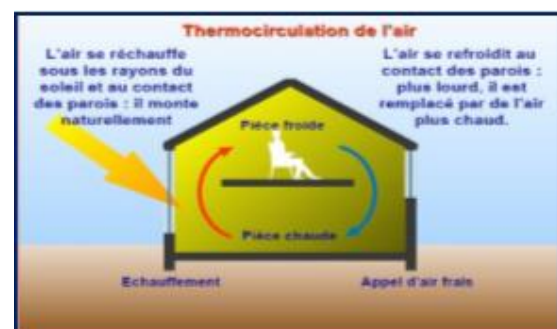 Thermocirculation de l'air
L'air se réchauffe
sous les rayons du
soleil et au contact
des parois : il monte
naturellement
L'air se refroidit au
contact des parois :
plus lourd, il est
remplacé par de l'air
plus chaud.
Pièce froide
Pièce chaude
Echauffement
Appel d'air frais